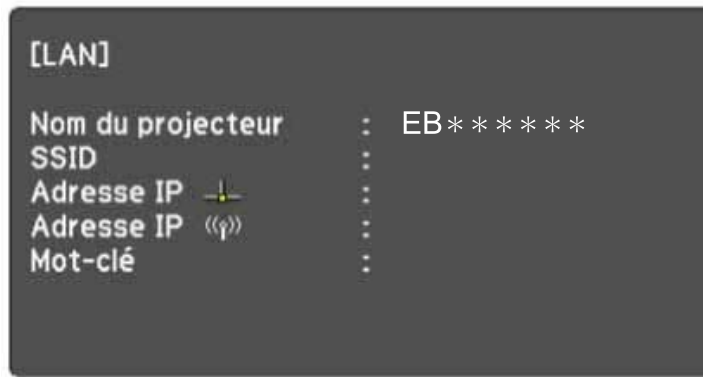 [LAN]
Nom du projecteur : EB******
SSID :
Adresse IP :
Adresse IP :
Mot-clé :